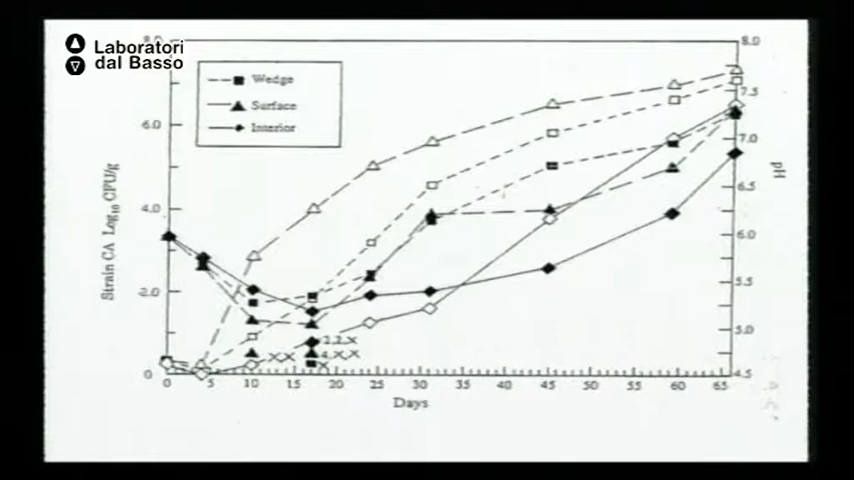 Laboratori
dal Basso
8.0
Wedge
Surface
Interior
Strain CA Log10 CFU/g
6.0
4.0
2.0
0
8.0
7.5
7.0
6.5
6.0
5.5
5.0
4.5
pH
0 5 10 15 20 25 30 35 40 45 50 55 60 65
Days